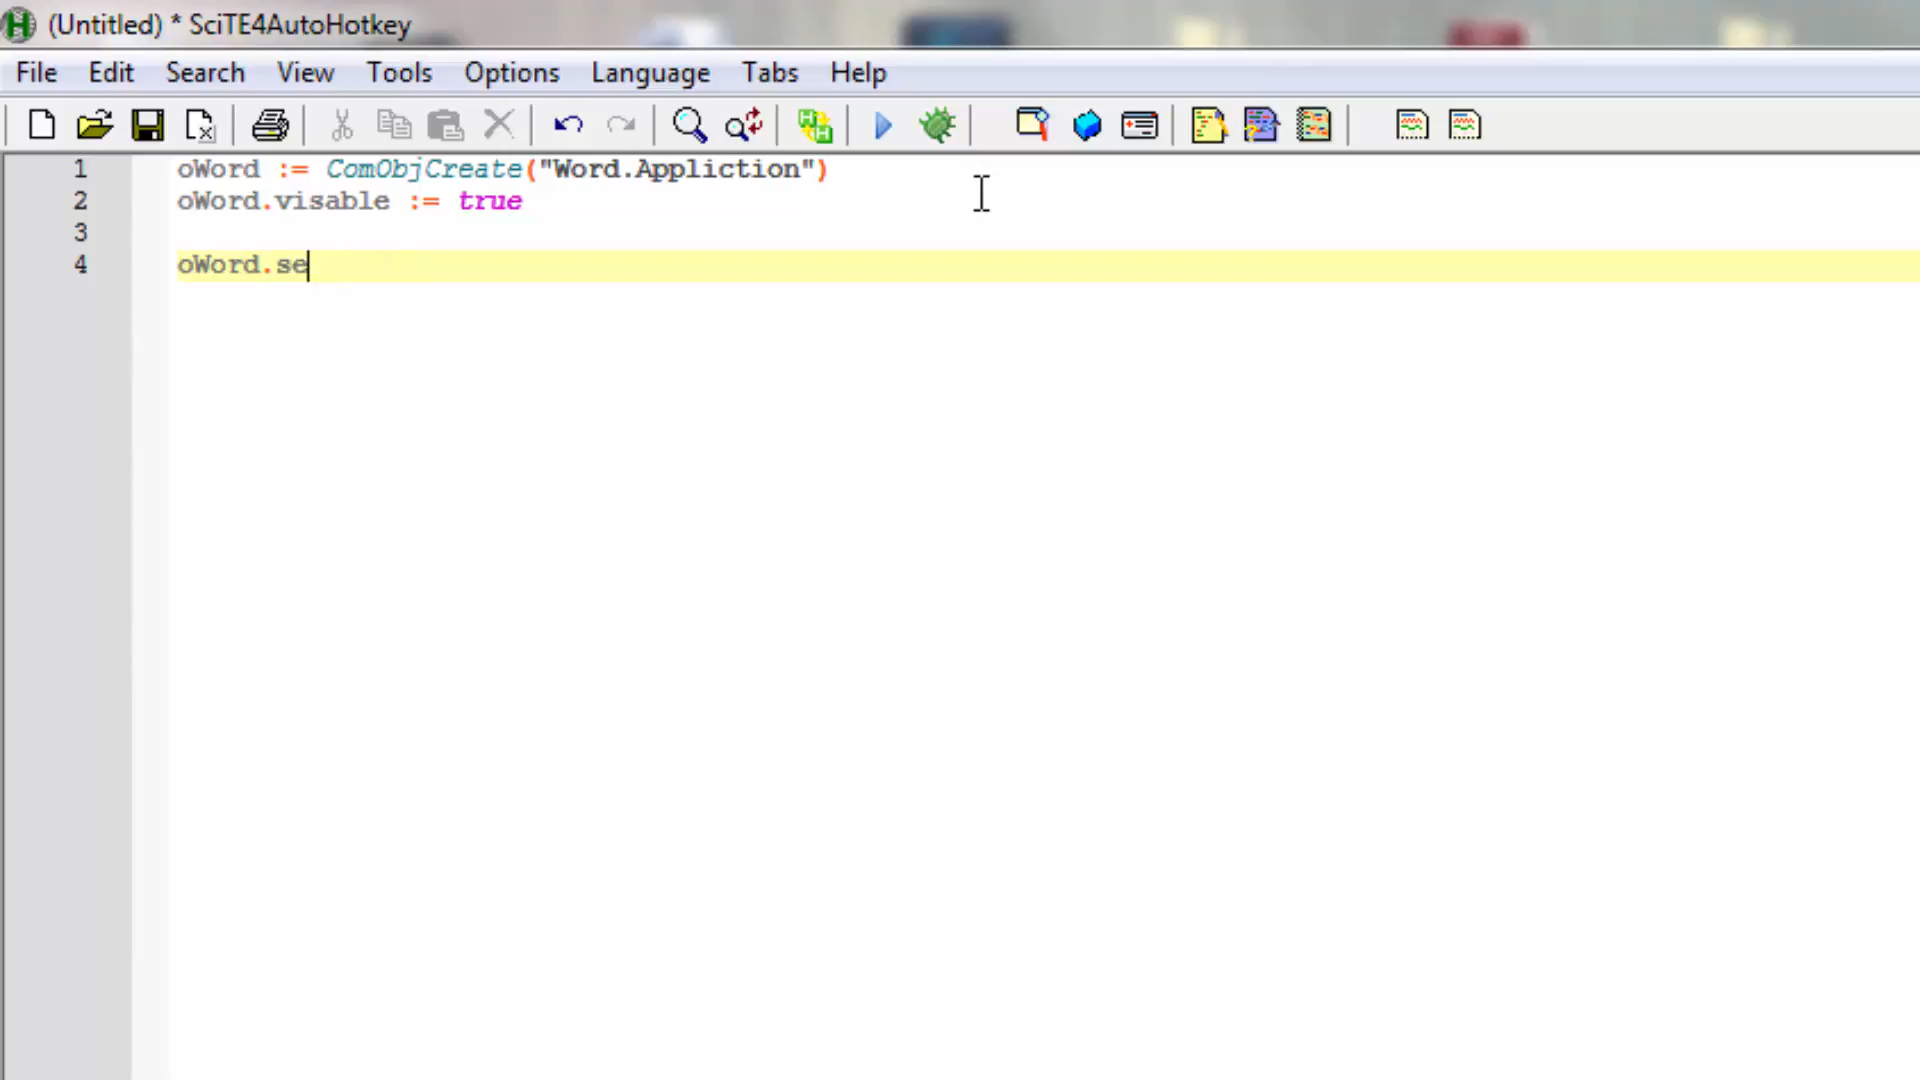 (Untitled) * SciTE4AutoHotkey
File Edit Search View Tools Options Language Tabs Help
1 oWord := ComObjCreate("Word.Appliction")
2 oWord.visable := true
3
4 oWord.se